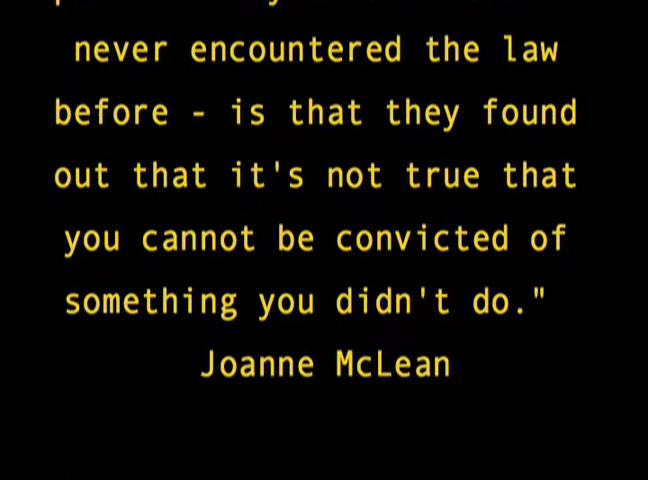 never encountered the law
before - is that they found
out that it's not true that
you cannot be convicted of
something you didn't do."
Joanne McLean